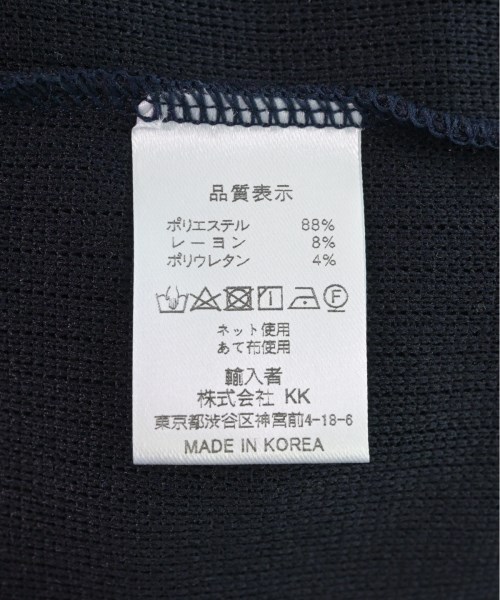 品質表示
ポリエステル 88%
レーヨン 8%
ポリウレタン 4%
F
ネット使用
あて布使用
輸入者
株式会社 KK
東京都渋谷区神宮前4-18-6
MADE IN KOREA